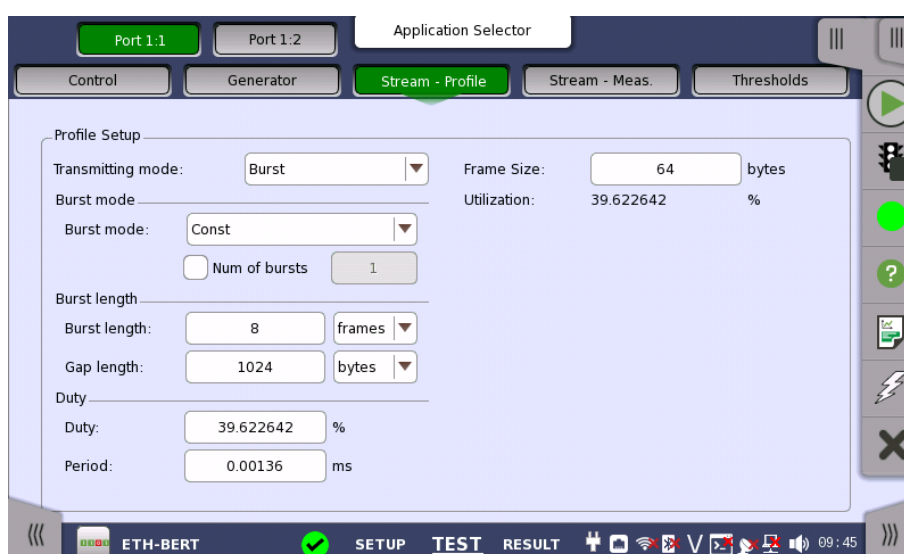 Port 1:1 Port 1:2 Application Selector
Control Generator Stream - Profile Stream - Meas. Thresholds
Profile Setup
Transmitting mode: Burst Frame Size: 64 bytes
Burst mode Utilization: 39.622642 %
Burst mode: Const
Num of bursts 1
Burst length
Burst length: 8 frames
Gap length: 1024 bytes
Duty
Duty: 39.622642 %
Period: 0.00136 ms
ETH-BERT SETUP TEST RESULT 09:45